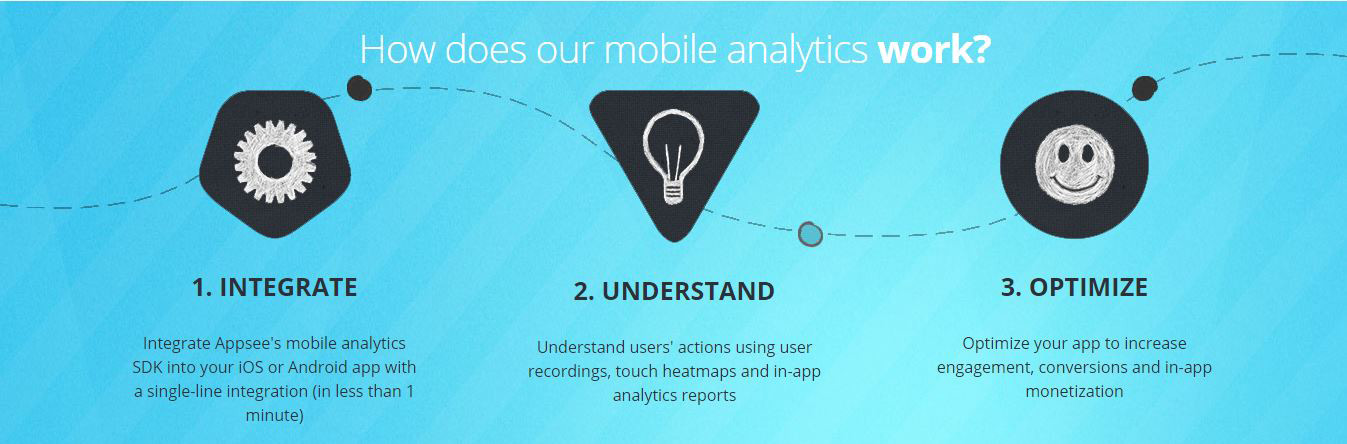 How does our mobile analytics work?
1. INTEGRATE
Integrate Appsee's mobile analytics
SDK into your iOS or Android app with
a single-line integration (in less than 1
minute)
2. UNDERSTAND
Understand users' actions using user
recordings, touch heatmaps and in-app
analytics reports
3. OPTIMIZE
Optimize your app to increase
engagement, conversions and in-app
monetization